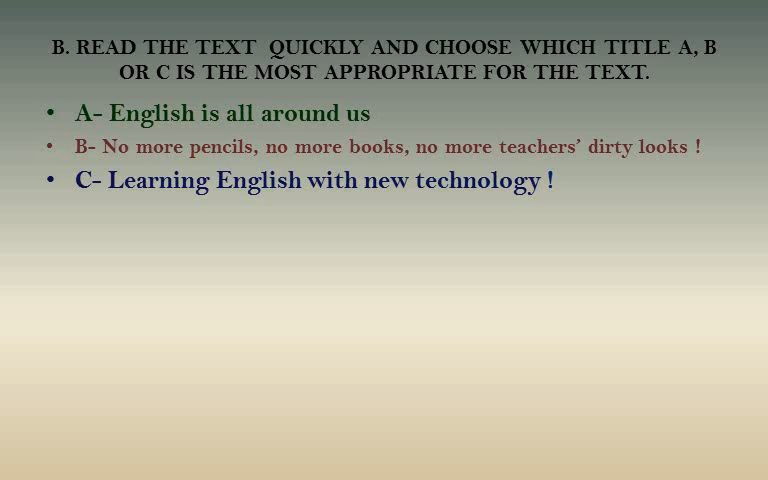 B. READ THE TEXT QUICKLY AND CHOOSE WHICH TITLE A, B
OR C IS THE MOST APPROPRIATE FOR THE TEXT.
• A- English is all around us
• B- No more pencils, no more books, no more teachers’ dirty looks !
• C- Learning English with new technology !